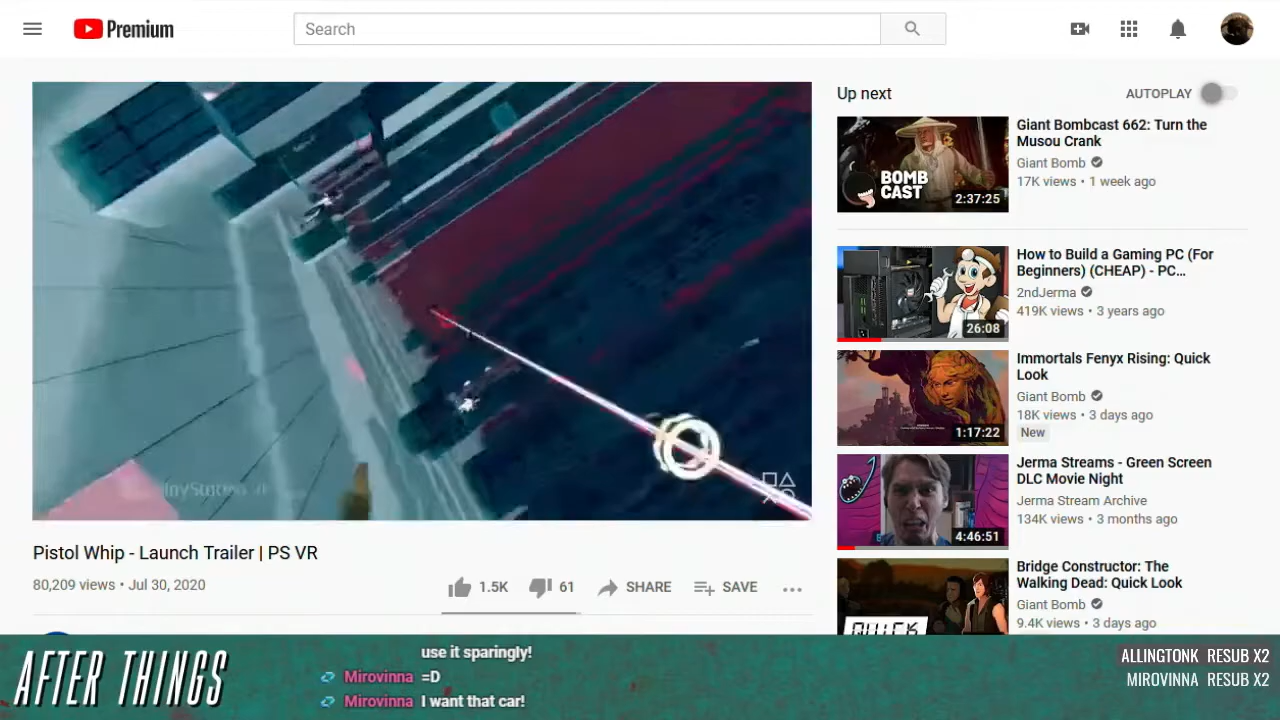 Premium
Search
Up next
AUTOPLAY
Giant Bombcast 662: Turn the
Musou Crank
Giant Bomb
17K views • 1 week ago
BOMB
CAST
2:37:25
How to Build a Gaming PC (For
Beginners) (CHEAP) - PC...
2ndJerma
419K views • 3 years ago
26:08
Immortals Fenyx Rising: Quick
Look
Giant Bomb
18K views • 3 days ago
New
1:17:22
Jerma Streams - Green Screen
DLC Movie Night
Jerma Stream Archive
134K views • 3 months ago
4:46:51
Bridge Constructor: The
Walking Dead: Quick Look
Giant Bomb
9.4K views • 3 days ago
QUICK
Pistol Whip - Launch Trailer | PS VR
80,209 views • Jul 30, 2020
1.5K
61
SHARE
SAVE
AFTER THINGS
use it sparingly!
Mirovinna =D
Mirovinna I want that car!
ALLINGTONK RESUB X2
MIROVINNA RESUB X2